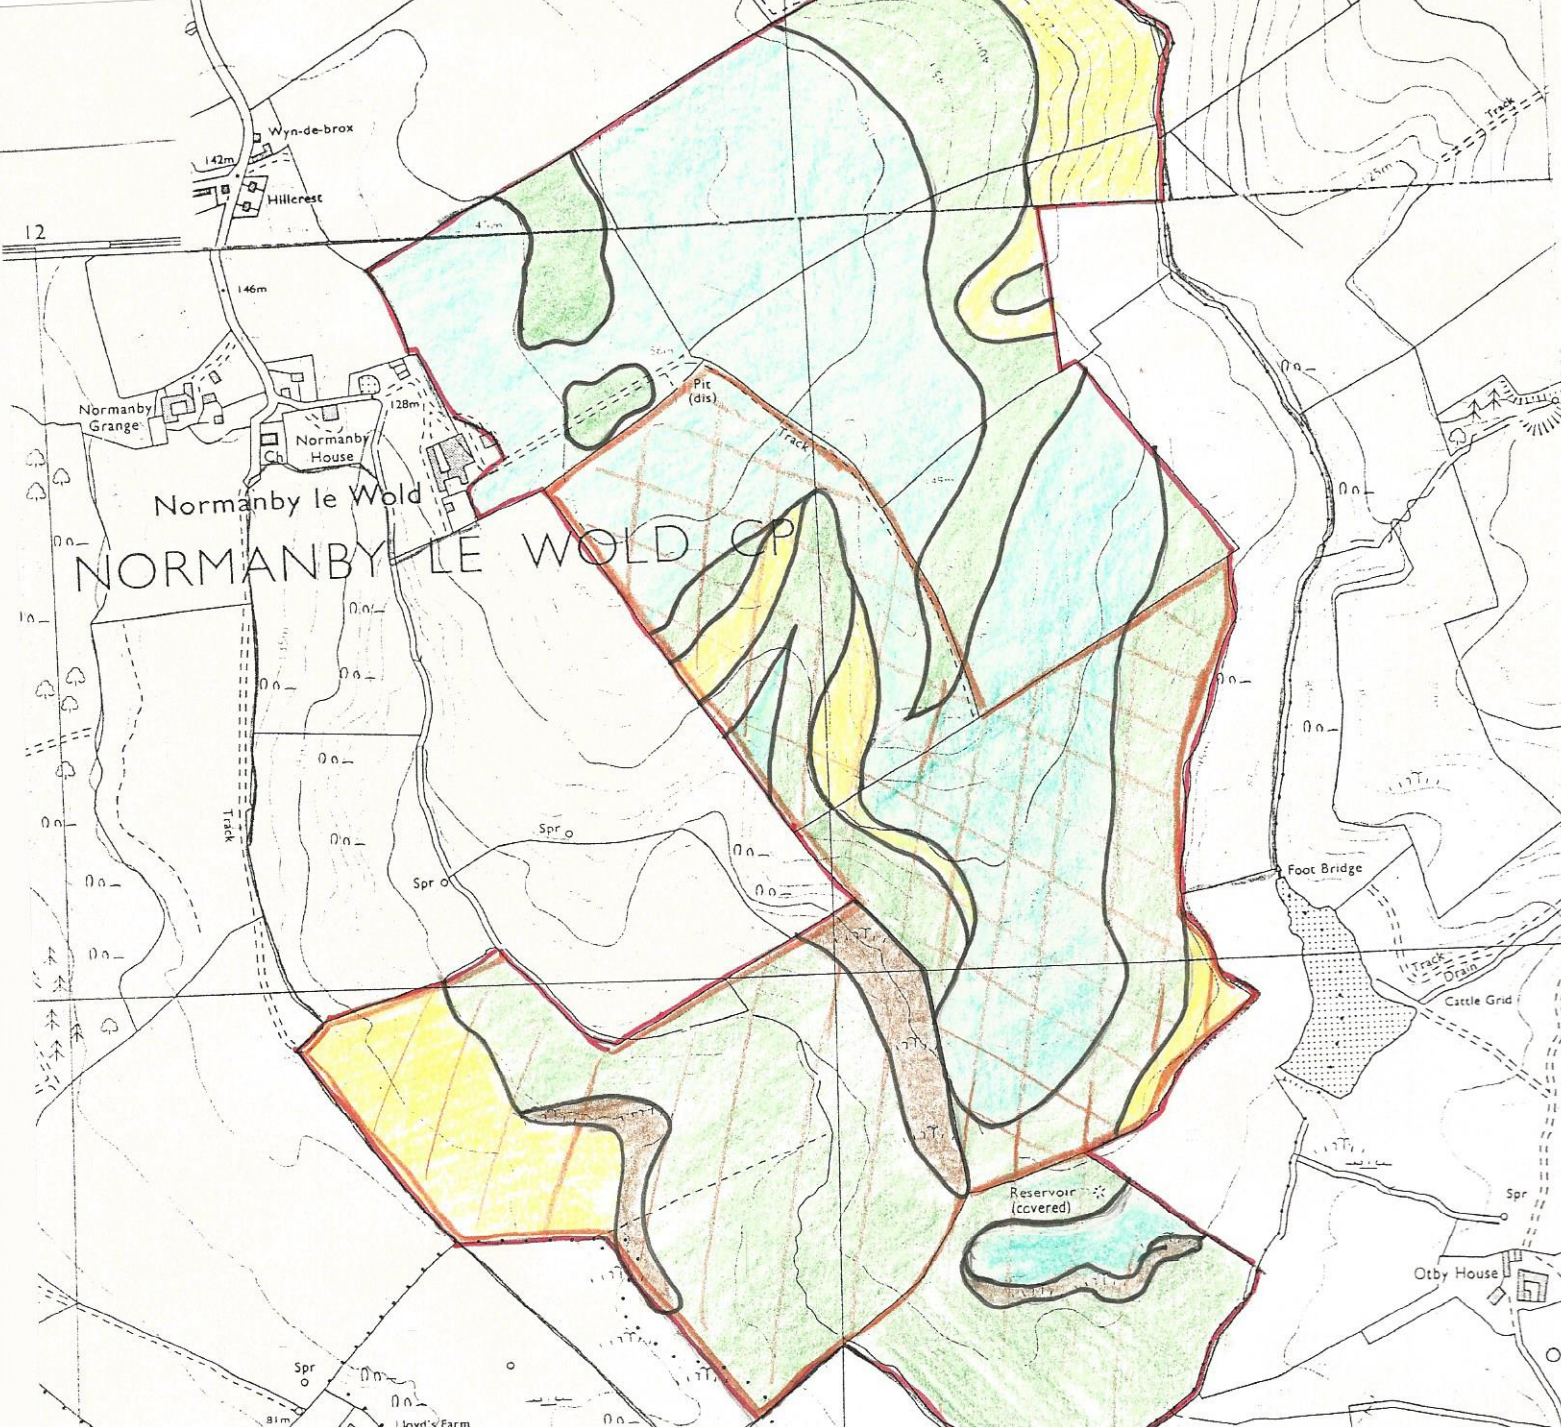 Track
Wyn-de-brox
142m
Hillcrest
12
146m
Pit
(dis)
Normanby
Grange
128m
Normanby
House
Ch
Track
Normanby le Wold
NORMANBY LE WOLD CP
Track
Spr
Spr
Foot Bridge
Track
Drain
Cattle Grid
Reservoir
(covered)
Spr
Otby House
Spr
81m
Lloyd's Farm